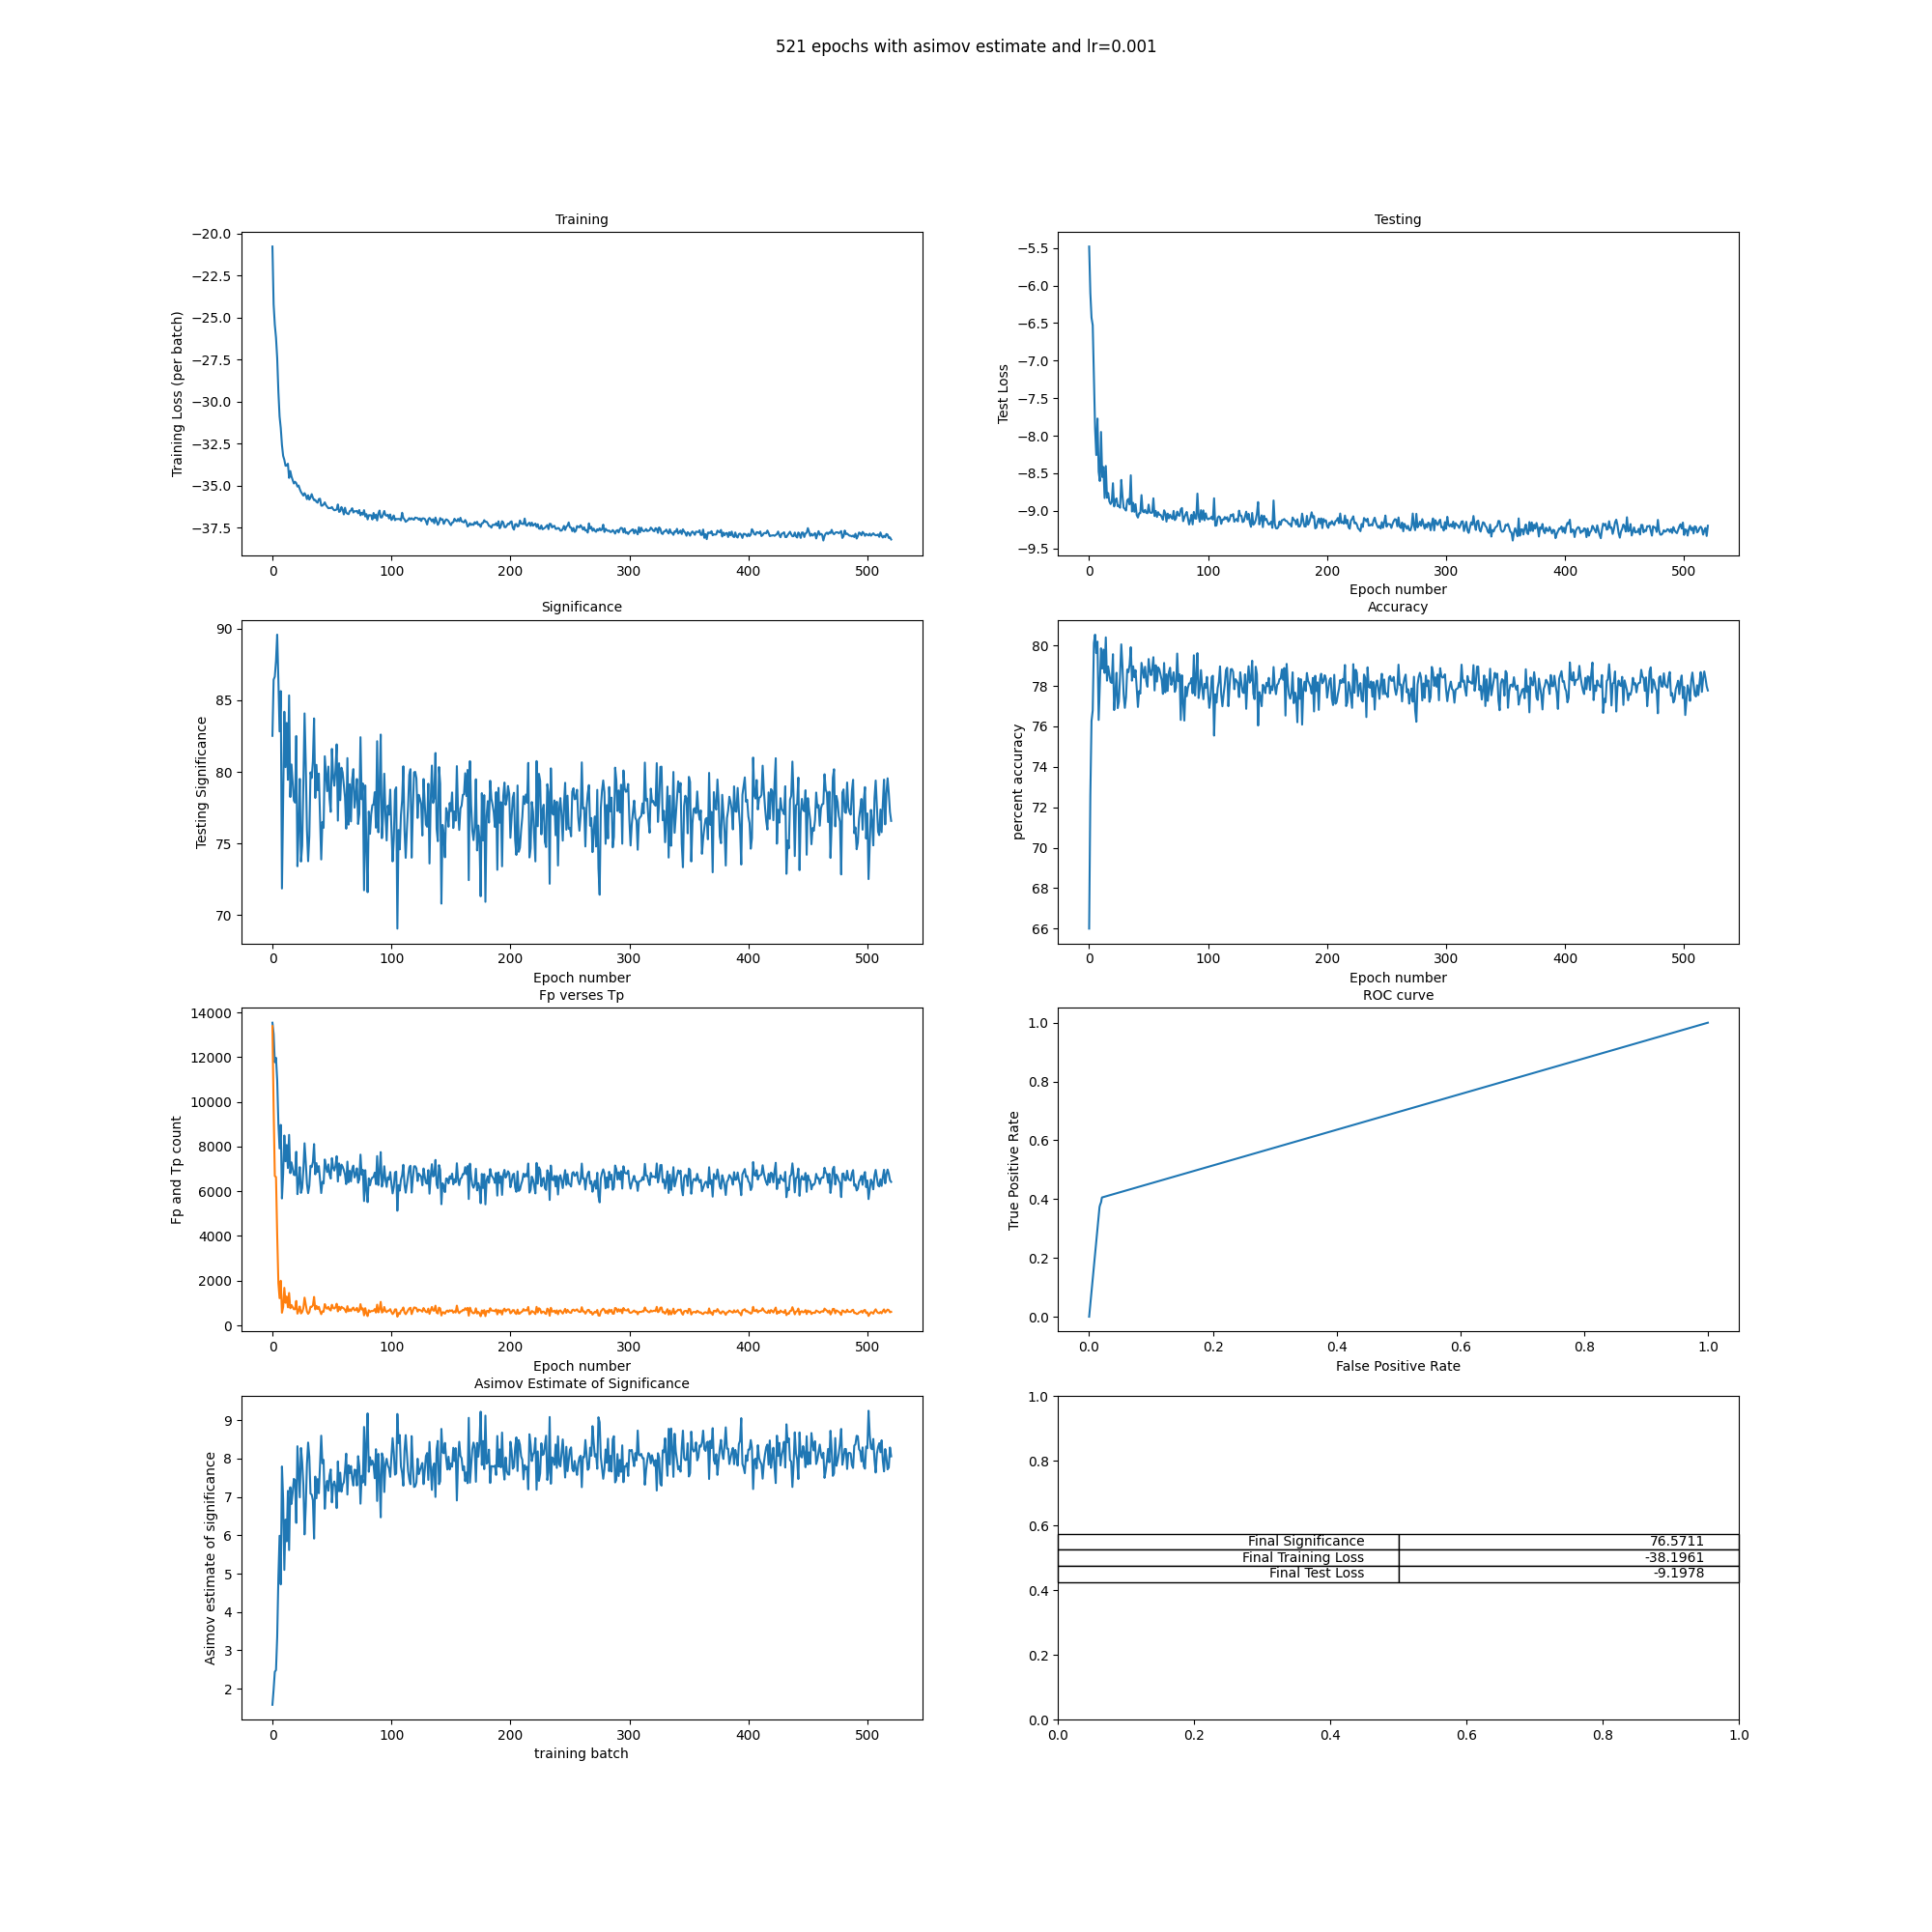 521 epochs with asimov estimate and lr=0.001
Training
Training Loss (per batch)
−20.0
−22.5
−25.0
−27.5
−30.0
−32.5
−35.0
−37.5
0 100 200 300 400 500
Testing
Test Loss
−5.5
−6.0
−6.5
−7.0
−7.5
−8.0
−8.5
−9.0
−9.5
0 100 200 300 400 500
Epoch number
Significance
Testing Significance
90
85
80
75
70
0 100 200 300 400 500
Epoch number
Accuracy
percent accuracy
80
78
76
74
72
70
68
66
0 100 200 300 400 500
Epoch number
Fp verses Tp
Fp and Tp count
14000
12000
10000
8000
6000
4000
2000
0
0 100 200 300 400 500
Epoch number
ROC curve
True Positive Rate
1.0
0.8
0.6
0.4
0.2
0.0
0.0 0.2 0.4 0.6 0.8 1.0
False Positive Rate
Asimov Estimate of Significance
Asimov estimate of significance
9
8
7
6
5
4
3
2
0 100 200 300 400 500
training batch
1.0
0.8
0.6
0.4
0.2
0.0
Final Significance 76.5711
Final Training Loss -38.1961
Final Test Loss -9.1978
0.0 0.2 0.4 0.6 0.8 1.0